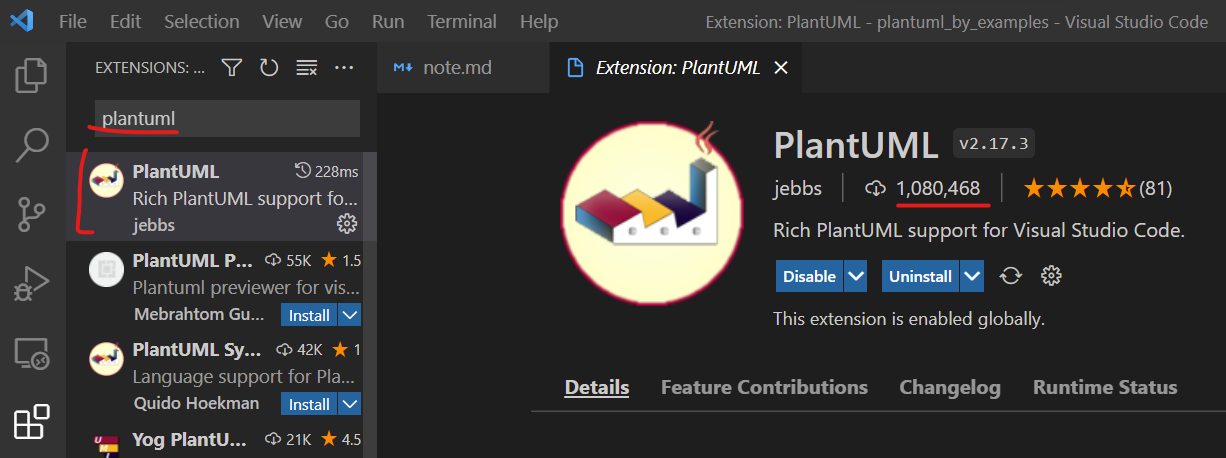 File Edit Selection View Go Run Terminal Help
Extension: PlantUML - plantuml_by_examples - Visual Studio Code
EXTENSIONS: ...
note.md
Extension: PlantUML
plantuml
PlantUML 228ms
Rich PlantUML support fo...
jebbs
PlantUML P... 55K 1.5
Plantuml previewer for vis...
Mebrahtom Gu... Install
PlantUML Sy... 42K 1
Language support for Pla...
Quido Hoekman Install
Yog PlantU... 21K 4.5
PlantUML v2.17.3
jebbs 1,080,468 (81)
Rich PlantUML support for Visual Studio Code.
Disable Uninstall
This extension is enabled globally.
Details Feature Contributions Changelog Runtime Status